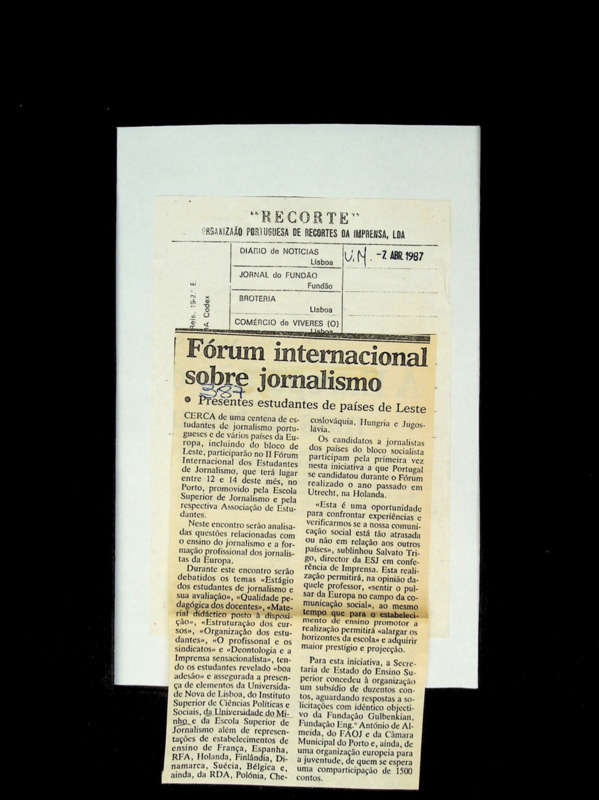 "RECORTE"
ORGANIZAÃO PORTUGUESA DE RECORTES DA IMPRENSA, LDA
DIÁRIO de NOTICIAS
Lisboa
JORNAL do FUNDÃO
Fundão
BROTERIA
Lisboa
COMÉRCIO de VIVERES (O)
Lisboa
Reis, 19-2.° E
RA Codex
U.M. -7. ABR. 1987
Fórum internacional
sobre jornalismo
387
• Presentes estudantes de países de Leste
CERCA de uma centena de es-
tudantes de jornalismo portu-
gueses e de vários países da Eu-
ropa, incluindo do bloco de
Leste, participarão no II Fórum
Internacional dos Estudantes
de Jornalismo, que terá lugar
entre 12 e 14 deste mês, no
Porto, promovido pela Escola
Superior de Jornalismo e pela
respectiva Associação de Estu-
dantes.
Neste encontro serão analisa-
das questões relacionadas com
o ensino do jornalismo e a for-
mação profissional dos jornalis-
tas da Europa.
Durante este encontro serão
debatidos os temas «Estágio
dos estudantes de jornalismo e
sua avaliação», «Qualidade pe-
dagógica dos docentes», «Mate-
rial didáctico posto à disposi-
ção», «Estruturação dos cur-
sos», «Organização dos estu-
dantes», «O profissonal e os
sindicatos» e «Deontologia e a
Imprensa sensacionalista», ten-
do os estudantes revelado «boa
adesão» e assegurada a presen-
ça de elementos da Universida-
de Nova de Lisboa, do Instituto
Superior de Ciências Políticas e
Sociais, da Universidade do Mi-
nho e da Escola Superior de
Jornalismo além de represen-
tações de estabelecimentos de
ensino de França, Espanha,
RFA, Holanda, Finlândia, Di-
namarca, Suécia, Bélgica e,
ainda, da RDA, Polónia, Che-
coslováquia, Hungria e Jugos-
lávia.
Os candidatos a jornalistas
dos países do bloco socialista
participam pela primeira vez
nesta iniciativa a que Portugal
se candidatou durante o Fórum
realizado o ano passado em
Utrecht, na Holanda.
«Esta é uma oportunidade
para confrontar experiências e
verificarmos se a nossa comuni-
cação social está tão atrasada
ou não em relação aos outros
países», sublinhou Salvato Tri-
go, director da ESJ em confe-
rência de Imprensa. Esta reali-
zação permitirá, na opinião da-
quele professor, «sentir o pul-
sar da Europa no campo da co-
municação social», ao mesmo
tempo que para o estabeleci-
mento de ensino promotor a
realização permitirá «alargar os
horizontes da escola» e adquirir
maior prestígio e projecção.
Para esta iniciativa, a Secreta-
ria de Estado do Ensino Su-
perior concedeu à organização
um subsídio de duzentos con-
tos, aguardando respostas a so-
licitações com idêntico objecti-
vo da Fundação Gulbenkian,
Fundação Eng.º António de Al-
meida, do FAOJ e da Câmara
Municipal do Porto e, ainda, de
uma organização europeia para
a juventude, de quem se espera
uma comparticipação de 1500
contos.